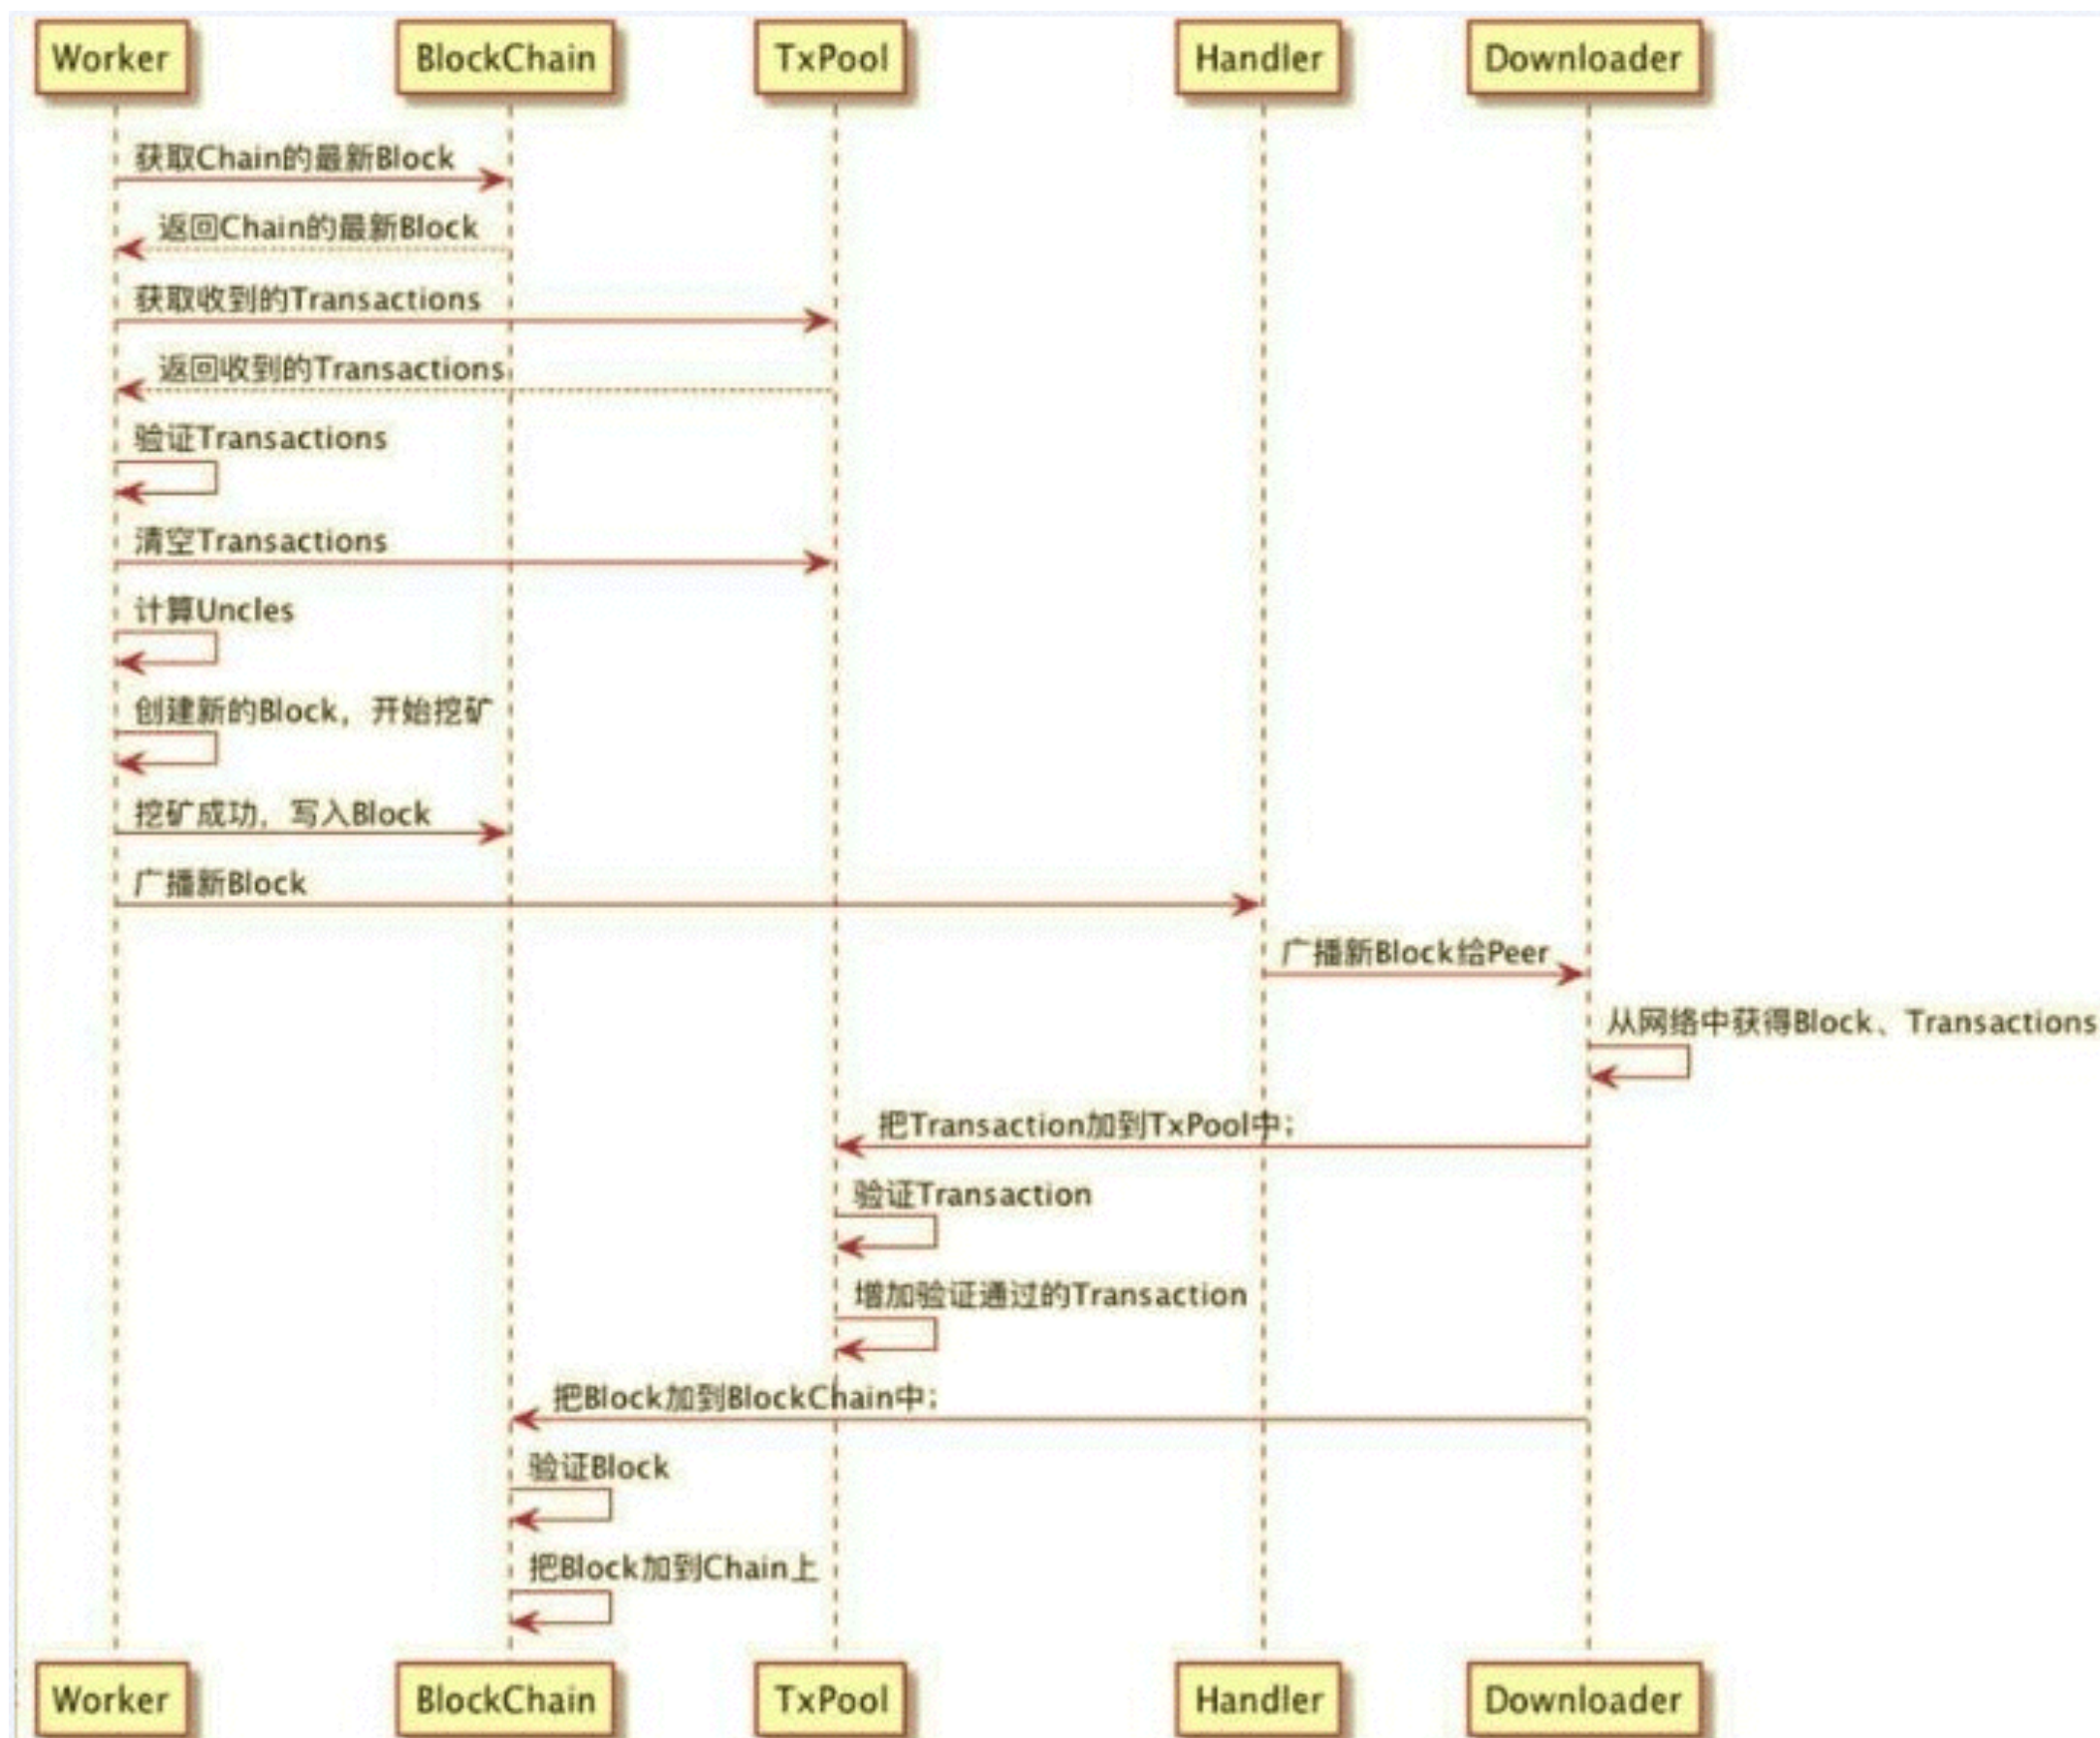 Worker BlockChain TxPool Handler Downloader
获取Chain的最新Block
返回Chain的最新Block
获取收到的Transactions
返回收到的Transactions
验证Transactions
清空Transactions
计算Uncles
创建新的Block，开始挖矿
挖矿成功，写入Block
广播新Block
广播新Block给Peer
从网络中获得Block、Transactions
把Transaction加到TxPool中；
验证Transaction
增加验证通过的Transaction
把Block加到BlockChain中；
验证Block
把Block加到Chain上
Worker BlockChain TxPool Handler Downloader